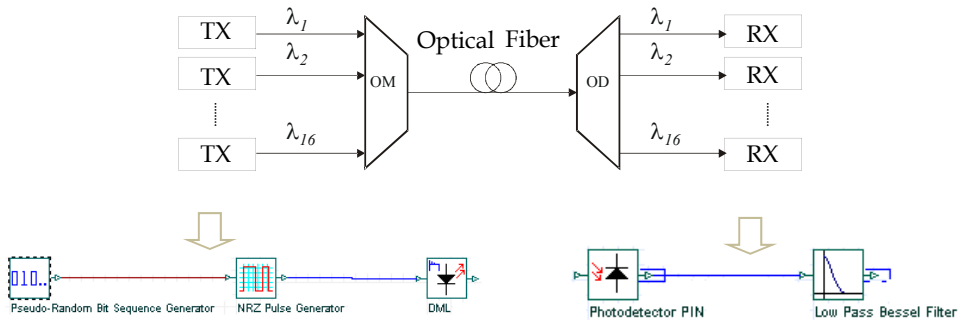 TX λ1 λ1 RX
Optical Fiber
TX λ2 λ2 RX
OM OD
TX λ16 λ16 RX
010..
Pseudo-Random Bit Sequence Generator NRZ Pulse Generator DML
Photodetector PIN Low Pass Bessel Filter